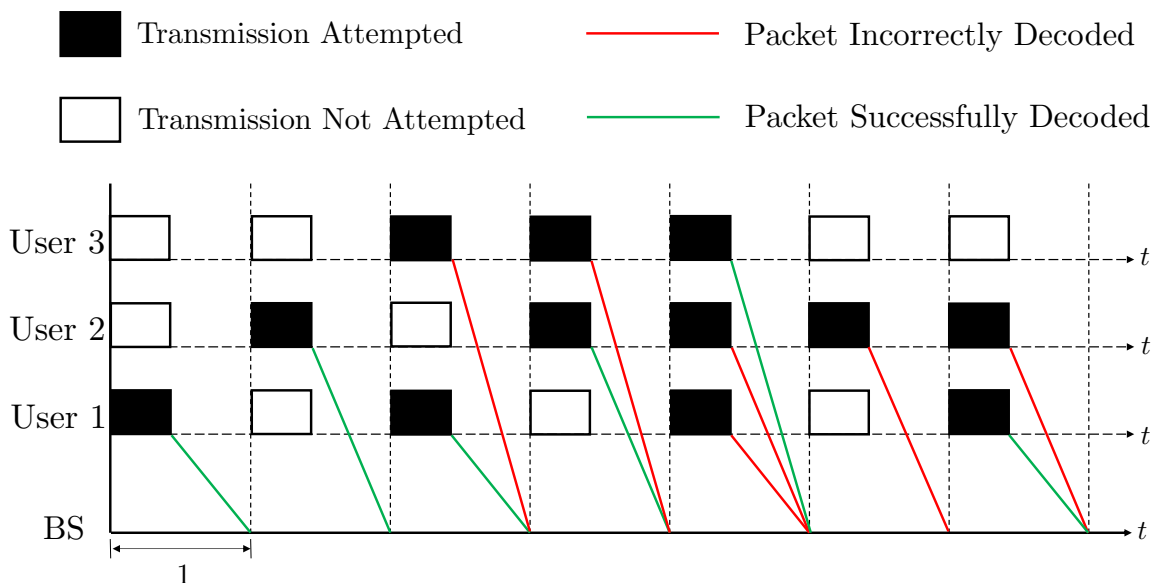 Transmission Attempted
Packet Incorrectly Decoded
Transmission Not Attempted
Packet Successfully Decoded
User 3
t
User 2
t
User 1
t
BS
t
1